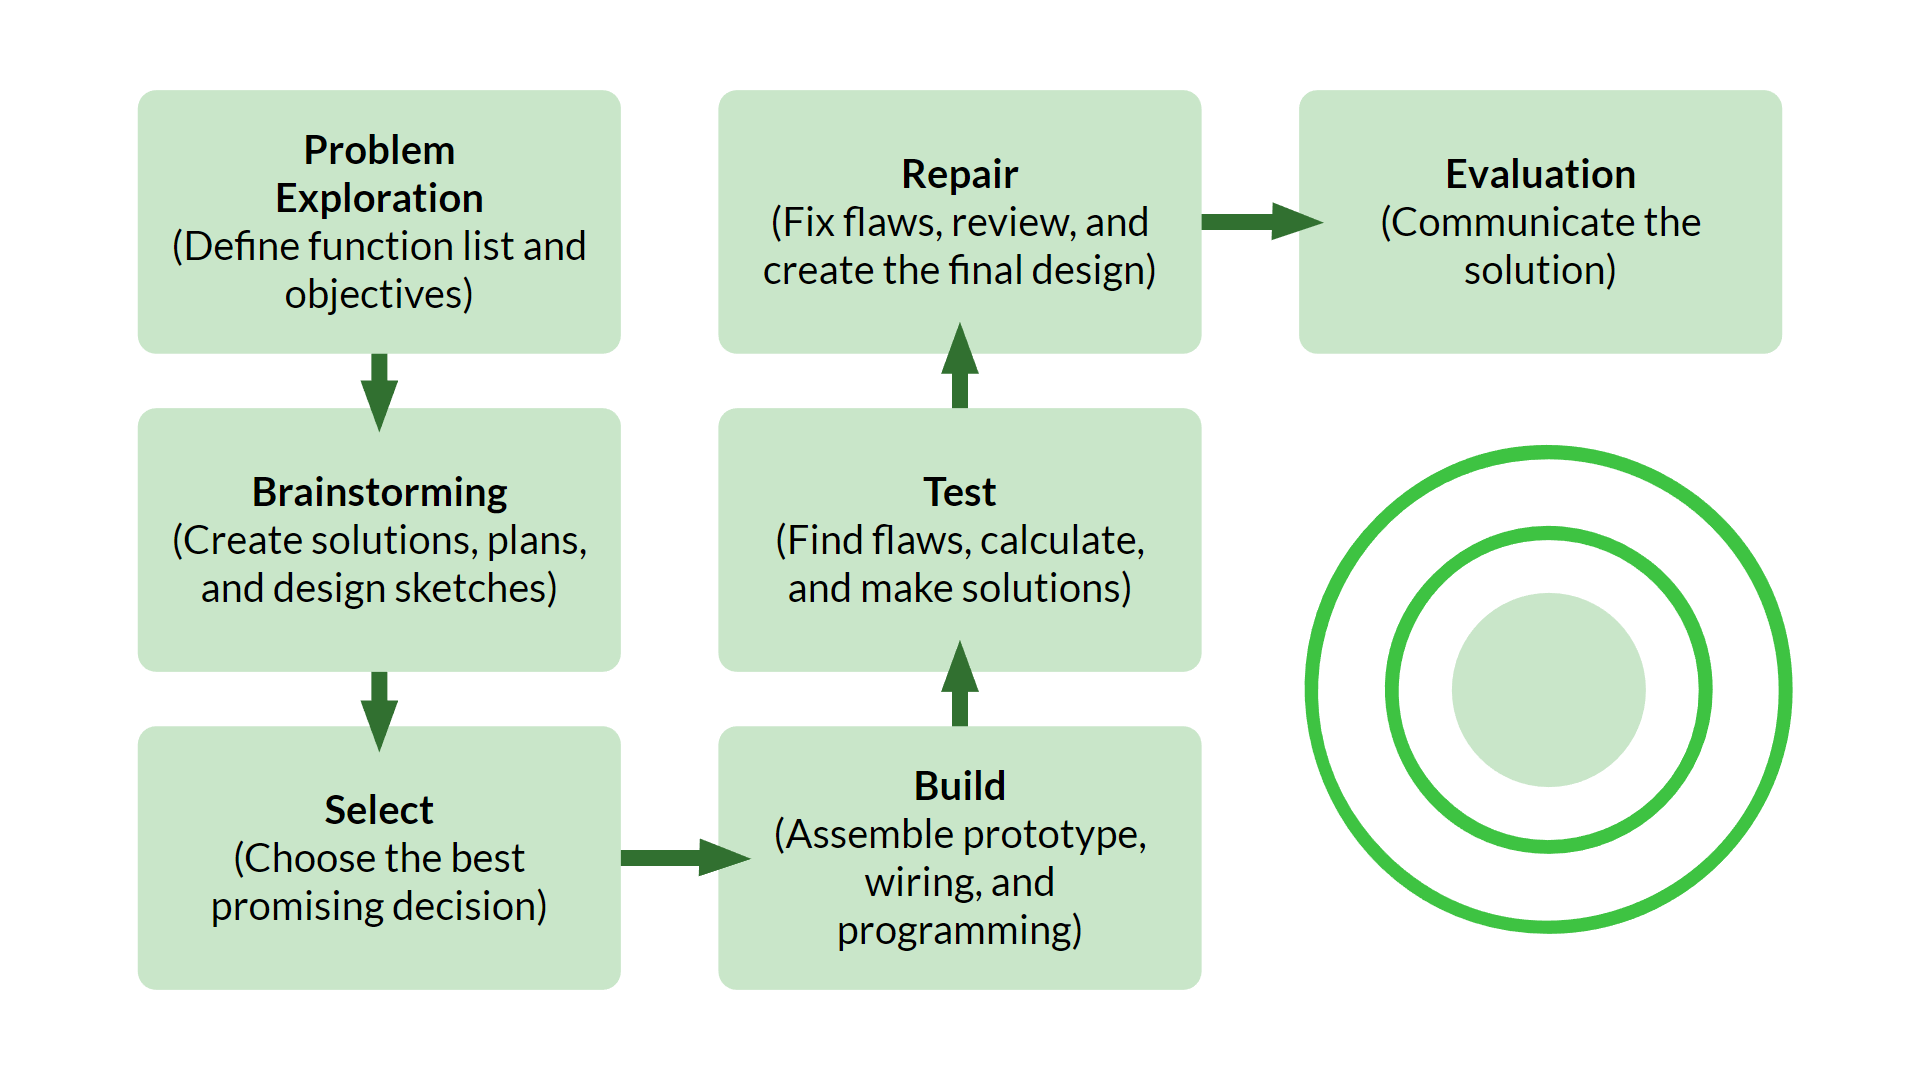 Problem
Exploration
(Define function list and
objectives)
Brainstorming
(Create solutions, plans,
and design sketches)
Select
(Choose the best
promising decision)
Build
(Assemble prototype,
wiring, and
programming)
Test
(Find flaws, calculate,
and make solutions)
Repair
(Fix flaws, review, and
create the final design)
Evaluation
(Communicate the
solution)